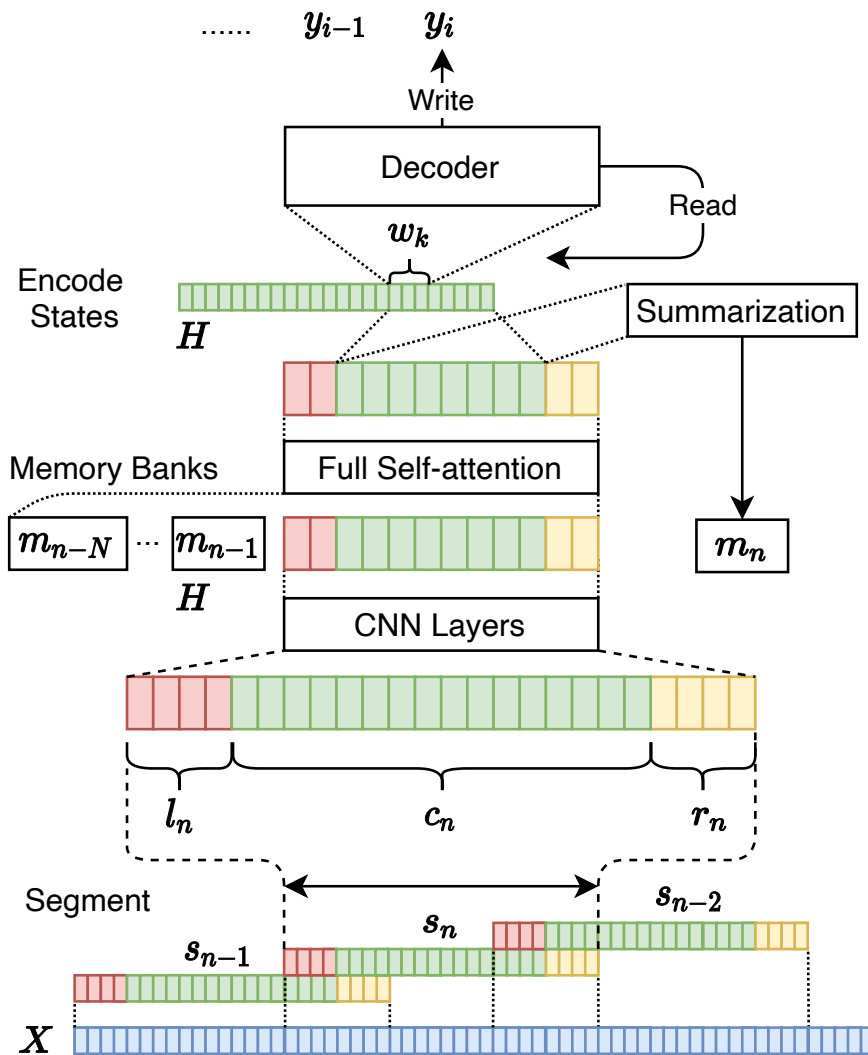 ...... y_{i-1} y_i
Write
Decoder
Read
w_k
Encode
States
H
Summarization
Memory Banks
Full Self-attention
m_{n-N} ... m_{n-1}
m_n
H
CNN Layers
l_n c_n r_n
Segment
s_{n-1} s_n s_{n-2}
X